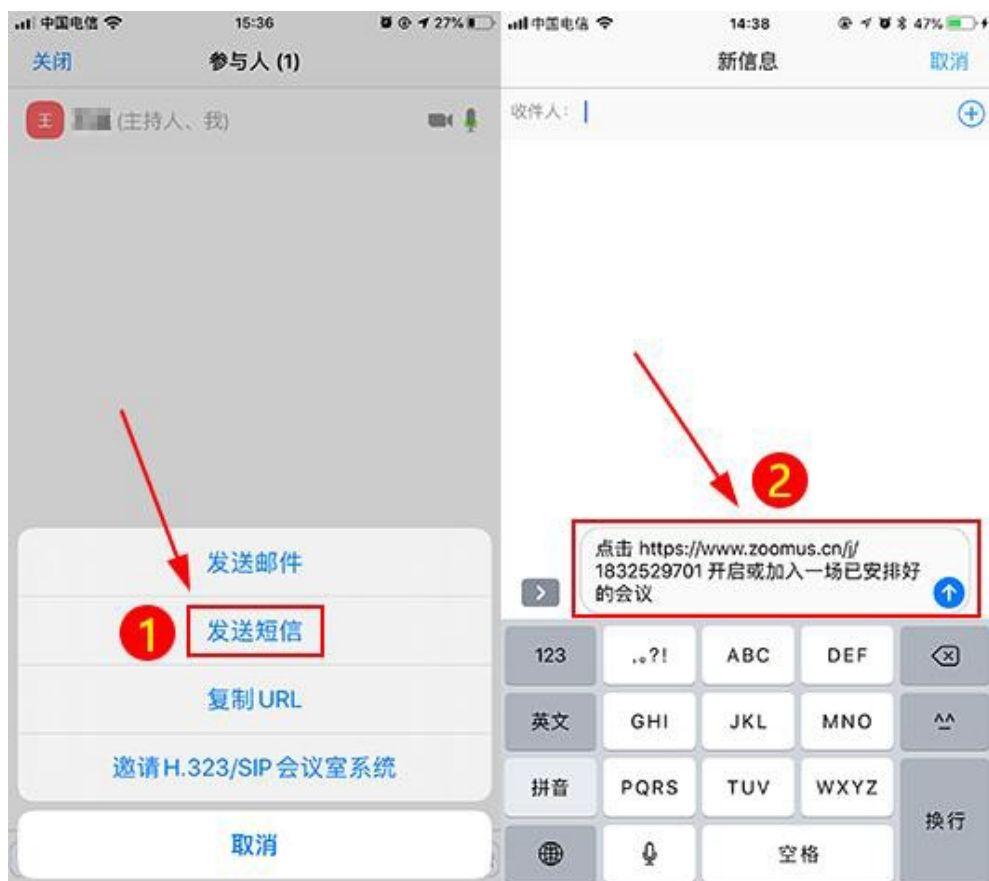 中国电信
15:36
27%
关闭
参与人 (1)
王
(主持人、我)
发送邮件
1
发送短信
复制URL
邀请H.323/SIP会议室系统
取消
中国电信
14:38
47%
新信息
取消
收件人:
2
点击 https://www.zoomus.cn/j/
1832529701 开启或加入一场已安排好
的会议
123
,。?!
ABC
DEF
英文
GHI
JKL
MNO
^^
拼音
PQRS
TUV
WXYZ
换行
空格